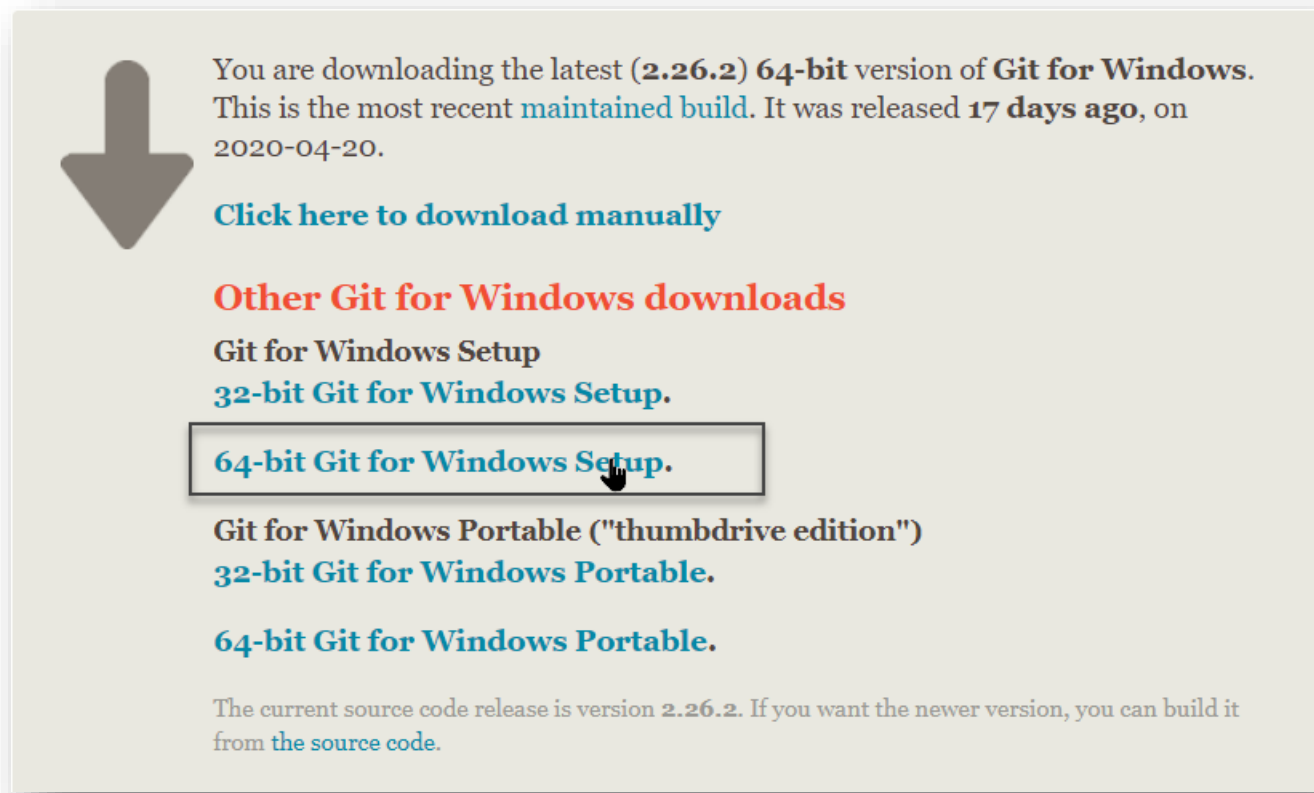 You are downloading the latest (2.26.2) 64-bit version of Git for Windows.
This is the most recent maintained build. It was released 17 days ago, on
2020-04-20.
Click here to download manually
Other Git for Windows downloads
Git for Windows Setup
32-bit Git for Windows Setup.
64-bit Git for Windows Setup.
Git for Windows Portable ("thumbdrive edition")
32-bit Git for Windows Portable.
64-bit Git for Windows Portable.
The current source code release is version 2.26.2. If you want the newer version, you can build it
from the source code.